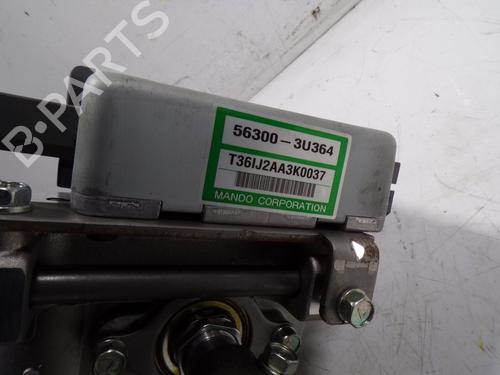 B-PARTS
56300-3U364
T36IJ2AA3K0037
MANDO CORPORATION